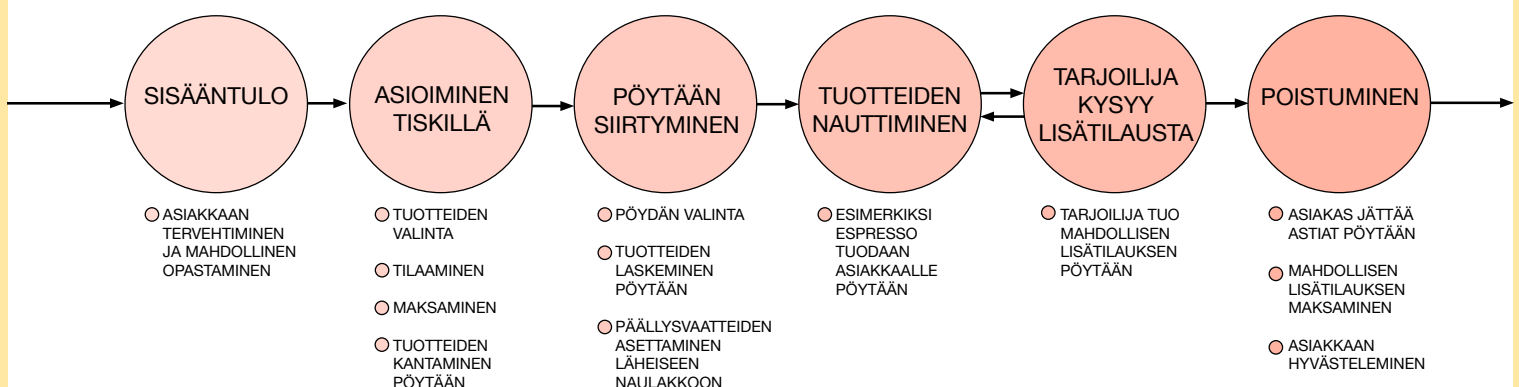 SISÄÄNTULO
ASIAKKAAN
TERVEHTIMINEN
JA MAHDOLLINEN
OPASTAMINEN
ASIOIMINEN
TISKILLÄ
TUOTTEIDEN
VALINTA
TILAAMINEN
MAKSAMINEN
TUOTTEIDEN
KANTAMINEN
PÖYTÄÄN
PÖYTÄÄN
SIIRTYMINEN
PÖYDÄN VALINTA
TUOTTEIDEN
LASKEMINEN
PÖYTÄÄN
PÄÄLLYSVAATTEIDEN
ASETTAMINEN
LÄHEISEEN
NAULAKKOON
TUOTTEIDEN
NAUTTIMINEN
ESIMERKIKSI
ESPRESSO
TUODAAN
ASIAKKAALLE
PÖYTÄÄN
TARJOILIJA
KYSYY
LISÄTILAUSTA
TARJOILIJA TUO
MAHDOLLISEN
LISÄTILAUKSEN
PÖYTÄÄN
POISTUMINEN
ASIAKAS JÄTTÄÄ
ASTIAT PÖYTÄÄN
MAHDOLLISEN
LISÄTILAUKSEN
MAKSAMINEN
ASIAKKAAN
HYVÄSTELEMINEN